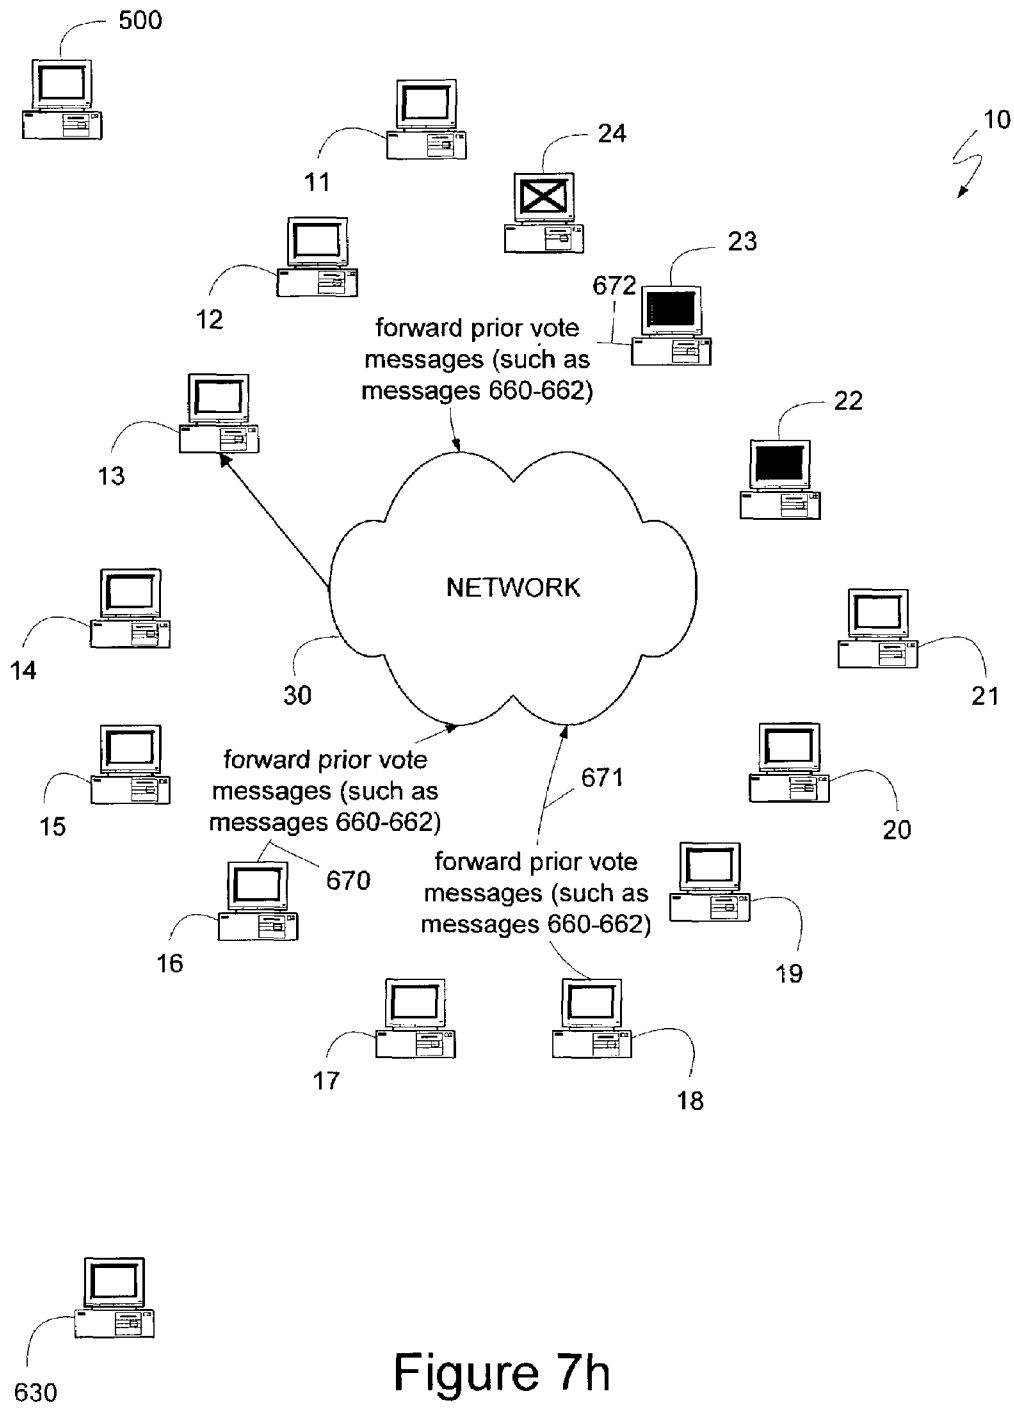 500
11
24
10
12
23
672
forward prior vote
messages (such as
messages 660-662)
13
22
NETWORK
14
30
21
forward prior vote
messages (such as
messages 660-662)
671
15
20
670
forward prior vote
messages (such as
messages 660-662)
16
19
17
18
630
Figure 7h